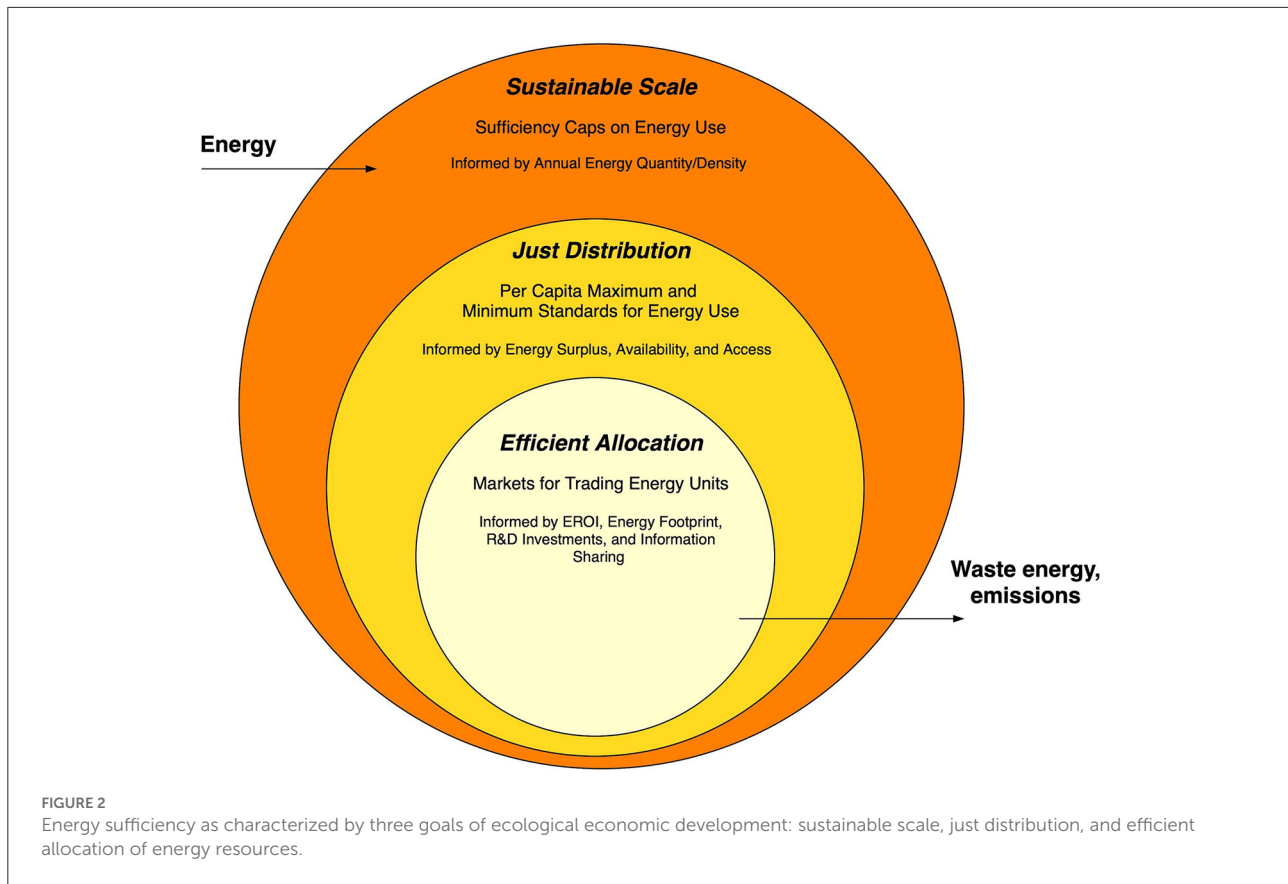 Sustainable Scale
Sufficiency Caps on Energy Use
Informed by Annual Energy Quantity/Density
Energy
Just Distribution
Per Capita Maximum and
Minimum Standards for Energy Use
Informed by Energy Surplus, Availability, and Access
Efficient Allocation
Markets for Trading Energy Units
Informed by EROI, Energy Footprint,
R&D Investments, and Information
Sharing
Waste energy,
emissions
FIGURE 2
Energy sufficiency as characterized by three goals of ecological economic development: sustainable scale, just distribution, and efficient
allocation of energy resources.